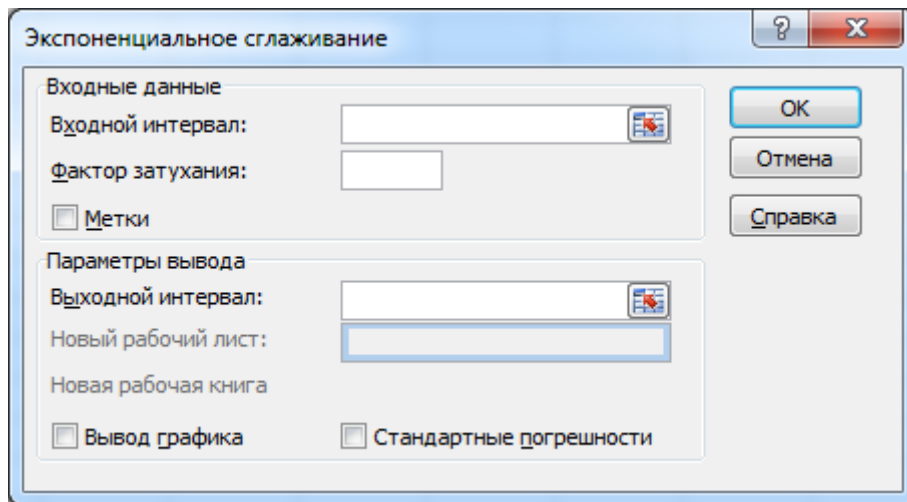 Экспоненциальное сглаживание
Входные данные
Входной интервал:
Фактор затухания:
Метки
OK
Отмена
Справка
Параметры вывода
Выходной интервал:
Новый рабочий лист:
Новая рабочая книга
Вывод графика
Стандартные погрешности